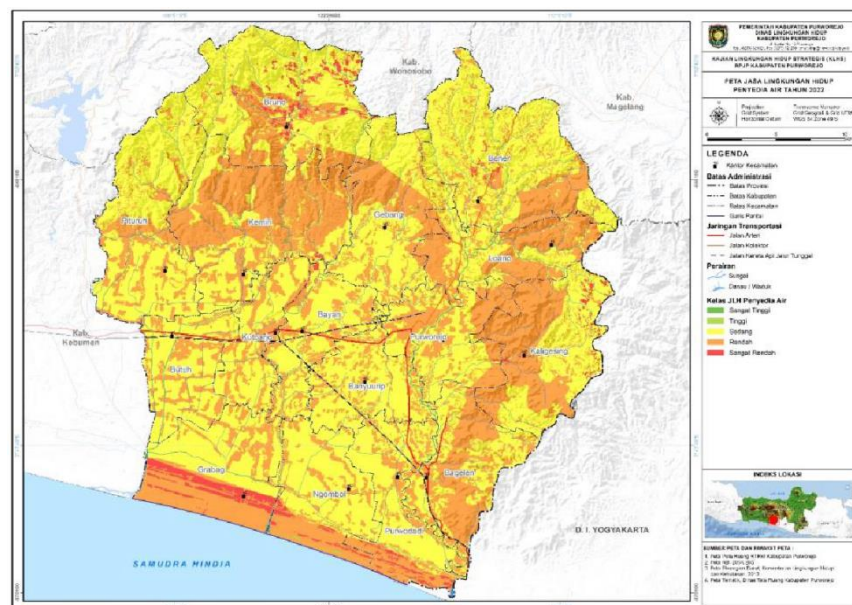 Kab. Wonosobo
Kab. Magelang
Bruno
Bener
Pituruh
Kemiri
Gebang
Loano
Bayan
Kab. Kebumen
Kutoarjo
Purworejo
Kaligesing
Butuh
Banyuurip
Grabag
Ngombol
Bagelen
Purwodadi
D. I. YOGYAKARTA
SAMUDRA HINDIA
PEMERINTAH KABUPATEN PURWOREJO
DINAS LINGKUNGAN HIDUP
KABUPATEN PURWOREJO
KAJIAN LINGKUNGAN HIDUP STRATEGIS (KLHS)
RPJP KABUPATEN PURWOREJO
PETA JASA LINGKUNGAN HIDUP
PENYEDIA AIR TAHUN 2022
LEGENDA
Kantor Kecamatan
Batas Administrasi
Batas Provinsi
Batas Kabupaten
Batas Kecamatan
Garis Pantai
Jaringan Transportasi
Jalan Arteri
Jalan Kolektor
Jalan Kereta Api Jalur Tunggal
Perairan
Sungai
Danau / Waduk
Kelas JLH Penyedia Air
Sangat Tinggi
Tinggi
Sedang
Rendah
Sangat Rendah
INDEKS LOKASI
SUMBER PETA DAN RIWAYAT PETA :